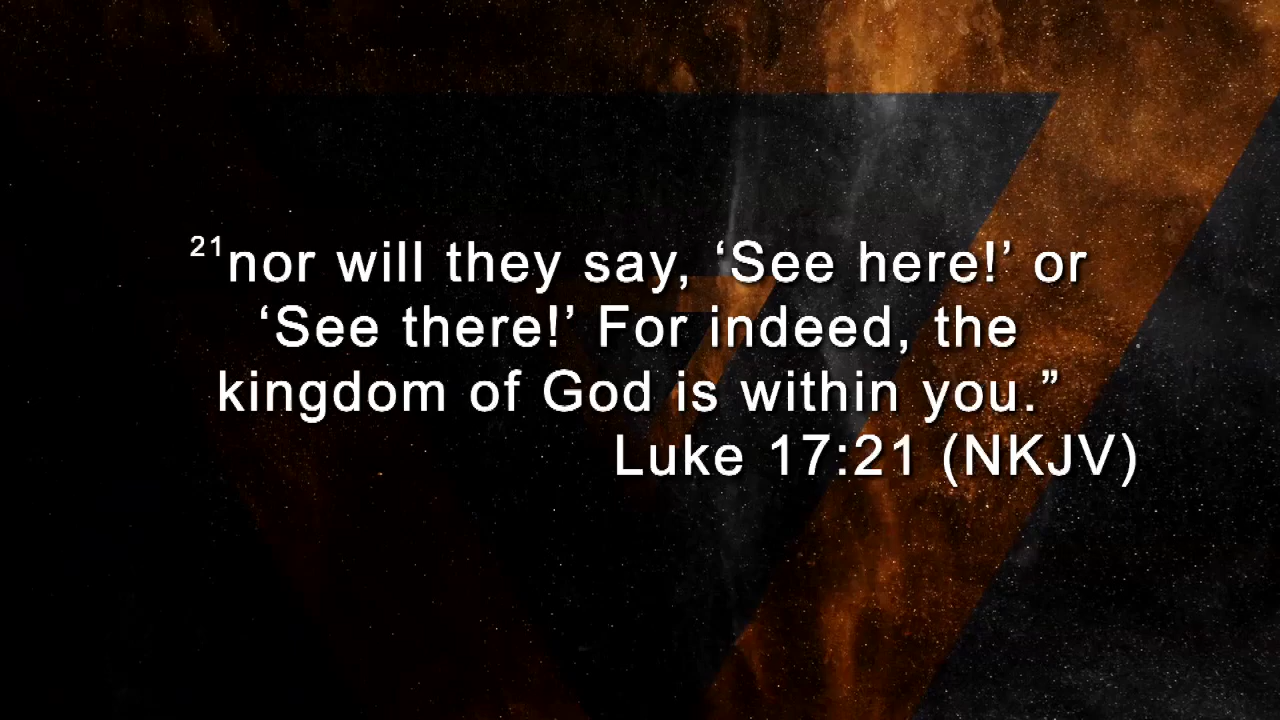 ²¹nor will they say, ‘See here!’ or
‘See there!’ For indeed, the
kingdom of God is within you.”
Luke 17:21 (NKJV)